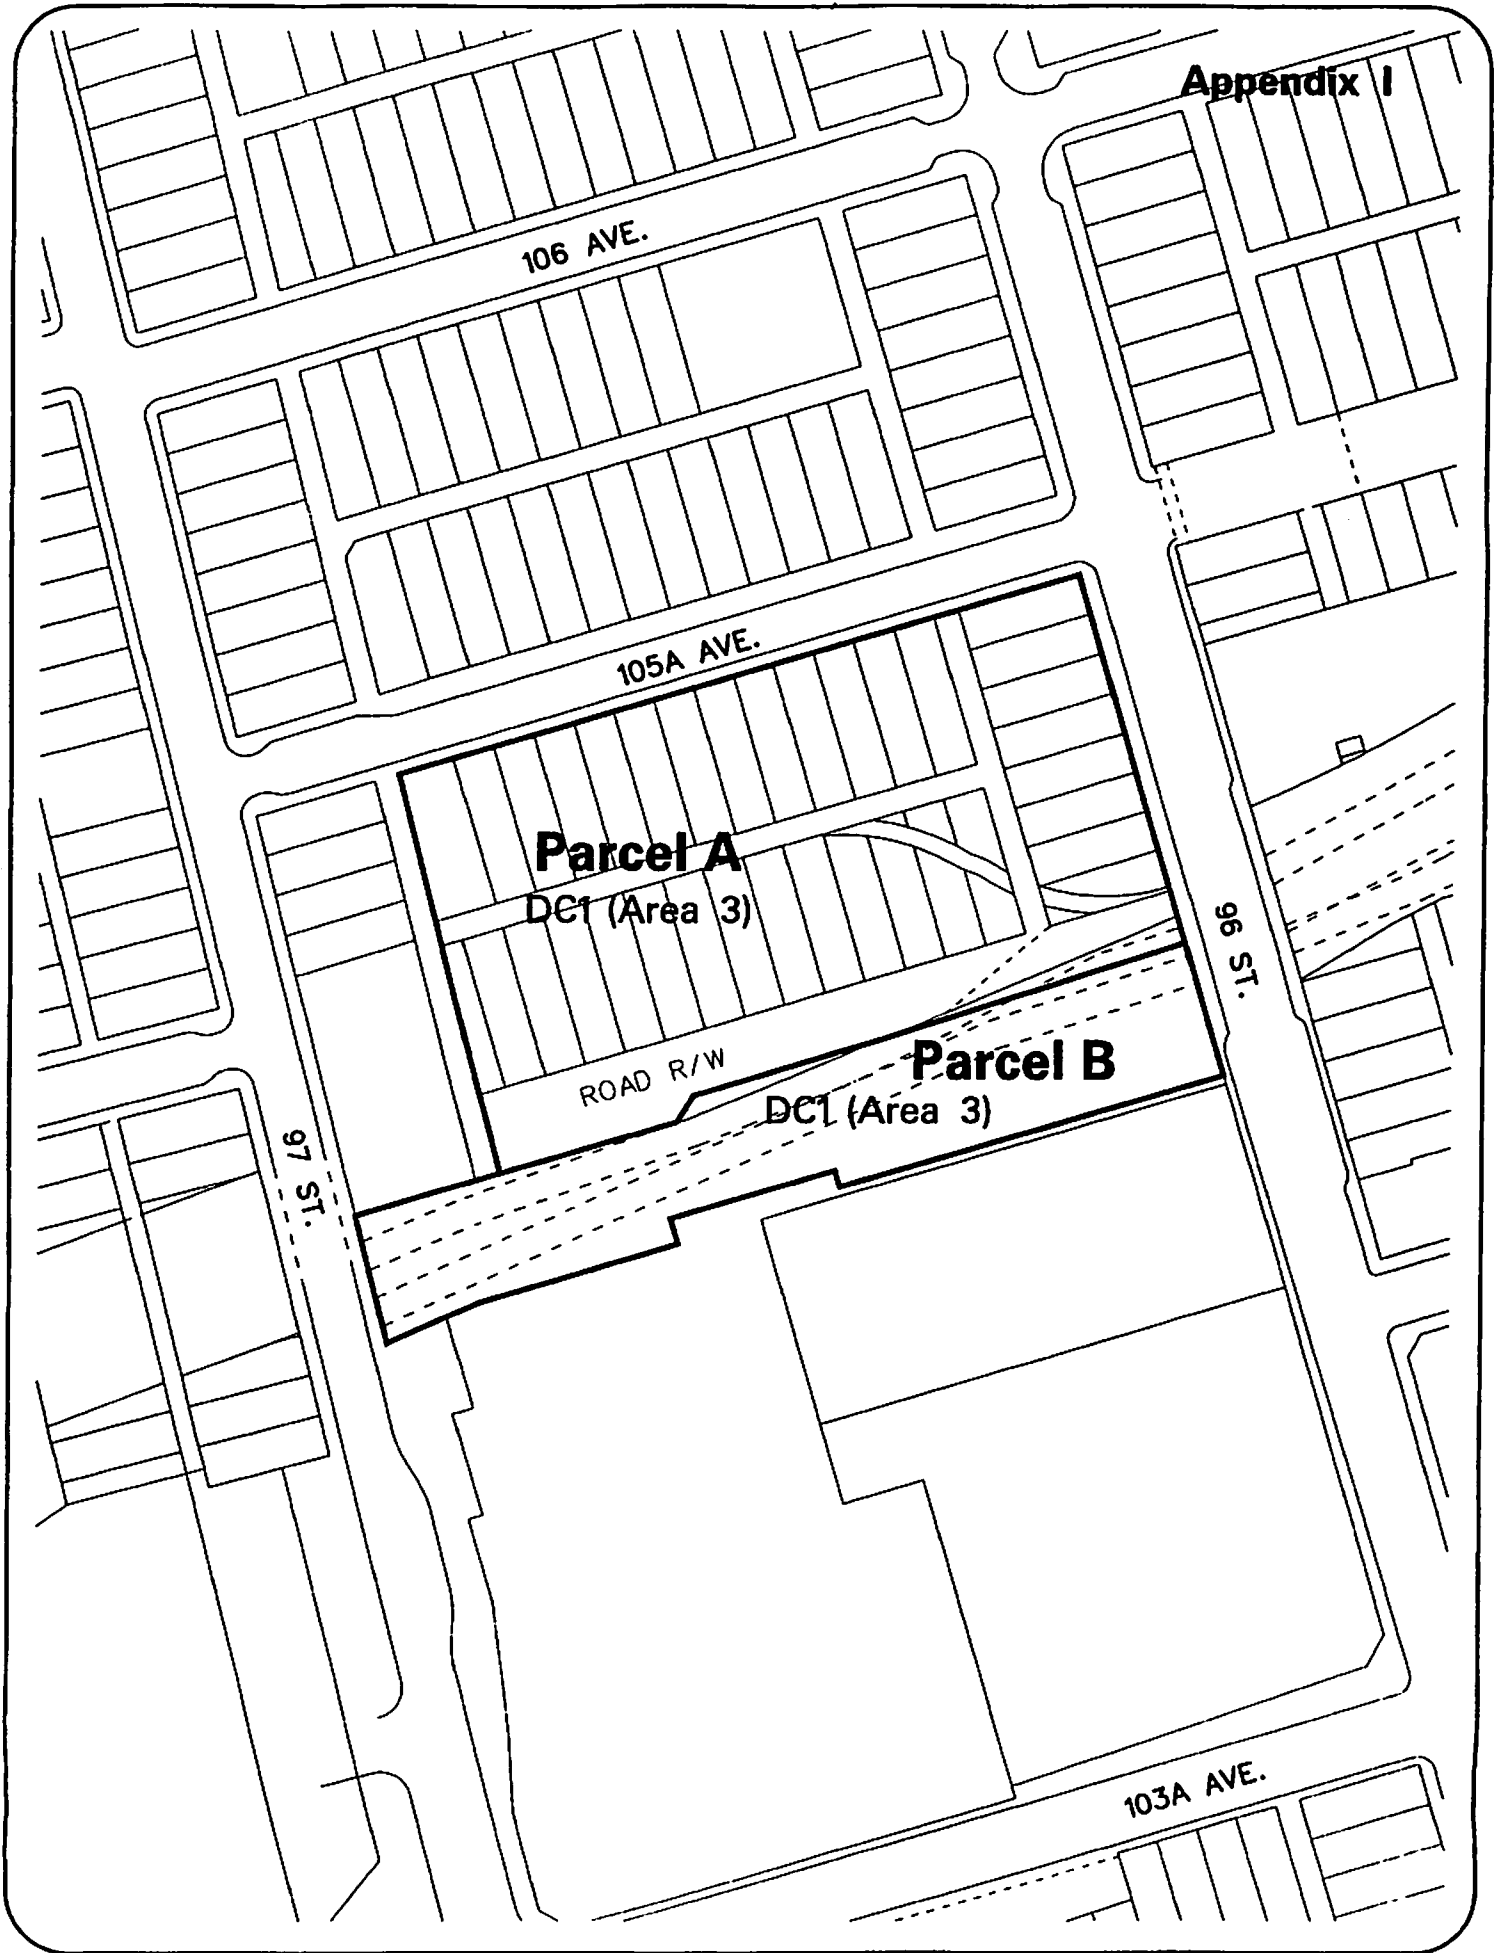 Appendix I
106 AVE.
105A AVE.
Parcel A
DC1 (Area 3)
96 ST.
ROAD R/W
Parcel B
DC1 (Area 3)
97 ST.
103A AVE.